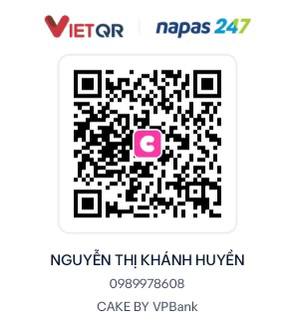 VIETQR napas 247
C
NGUYỄN THỊ KHÁNH HUYỀN
0989978608
CAKE BY VPBank